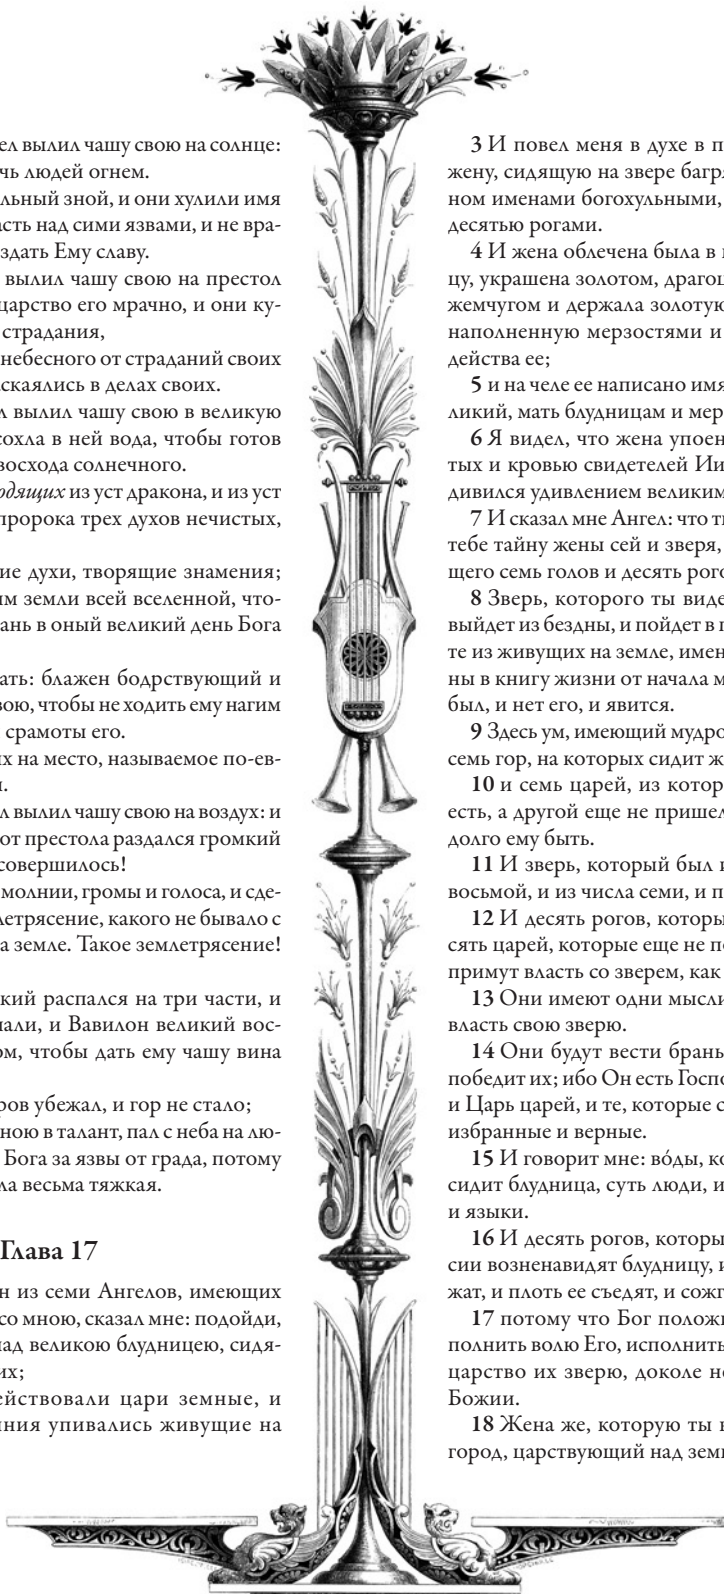 ел вылил чашу свою на солнце:
чь людей огнем.
льный зной, и они хулили имя
асть над сими язвами, и не вра-
здать Ему славу.
вылил чашу свою на престол
царство его мрачно, и они ку-
страдания,
небесного от страданий своих
скаялись в делах своих.
л вылил чашу свою в великую
сохла в ней вода, чтобы готов
восхода солнечного.
одящих из уст дракона, и из уст
пророка трех духов нечистых,
ие духи, творящие знамения;
им земли всей вселенной, что-
ань в оный великий день Бога
ать: блажен бодрствующий и
вою, чтобы не ходить ему нагим
срамоты его.
их на место, называемое по-ев-
н.
л вылил чашу свою на воздух: и
от престола раздался громкий
совершилось!
молнии, громы и голоса, и сде-
летрясение, какого не бывало с
а земле. Такое землетрясение!
кий распался на три части, и
пали, и Вавилон великий вос-
ом, чтобы дать ему чашу вина
ров убежал, и гор не стало;
ною в талант, пал с неба на лю-
Бога за язвы от града, потому
ла весьма тяжкая.
Глава 17
н из семи Ангелов, имеющих
со мною, сказал мне: подойди,
над великою блудницею, сидя-
их;
ействовали цари земные, и
ния упивались живущие на
3 И повел меня в духе в п
жену, сидящую на звере багря
ном именами богохульными,
десятью рогами.
4 И жена облечена была в п
цу, украшена золотом, драгоц
жемчугом и держала золотую
наполненную мерзостями и
действа ее;
5 и на челе ее написано имя
ликий, мать блудницам и мер
6 Я видел, что жена упоен
тых и кровью свидетелей Ии
дивился удивлением великим
7 И сказал мне Ангел: что ты
тебе тайну жены сей и зверя,
щего семь голов и десять рого
8 Зверь, которого ты виде
выйдет из бездны, и пойдет в п
те из живущих на земле, имен
ны в книгу жизни от начала м
был, и нет его, и явится.
9 Здесь ум, имеющий мудро
семь гор, на которых сидит ж
10 и семь царей, из котор
есть, а другой еще не пришел
долго ему быть.
11 И зверь, который был и
восьмой, и из числа семи, и п
12 И десять рогов, которы
сять царей, которые еще не по
примут власть со зверем, как
13 Они имеют одни мысли
власть свою зверю.
14 Они будут вести брань
победит их; ибо Он есть Госпо
и Царь царей, и те, которые с
избранные и верные.
15 И говорит мне: во́ды, ко
сидит блудница, суть люди, и
и языки.
16 И десять рогов, которы
сии возненавидят блудницу, и
жат, и плоть ее съедят, и сожг
17 потому что Бог положи
полнить волю Его, исполнить
царство их зверю, доколе не
Божии.
18 Жена же, которую ты в
город, царствующий над земн